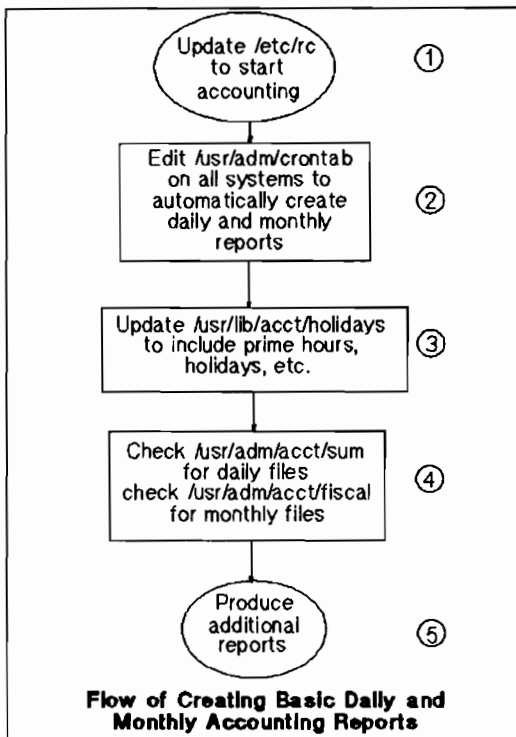 Update /etc/rc
to start
accounting
①
Edit /usr/adm/crontab
on all systems to
automatically create
daily and monthly
reports
②
Update /usr/lib/acct/holidays
to include prime hours,
holidays, etc.
③
Check /usr/adm/acct/sum
for daily files
check /usr/adm/acct/fiscal
for monthly files
④
Produce
additional
reports
⑤
Flow of Creating Basic Daily and
Monthly Accounting Reports